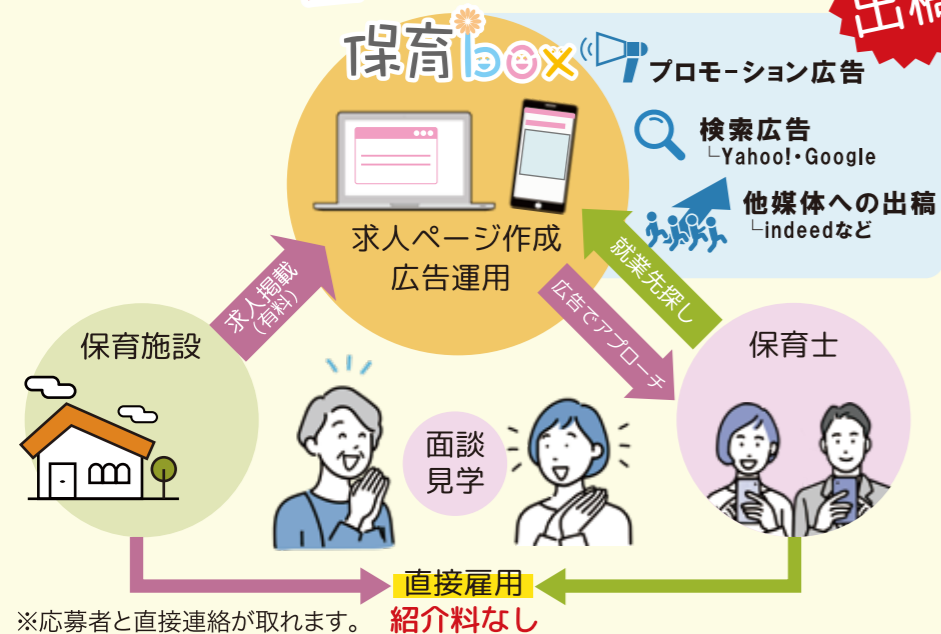 出稿
保育box
プロモーション広告
検索広告
└Yahoo!・Google
他媒体への出稿
└indeedなど
求人ページ作成
広告運用
求人掲載
(有料)
広告でアプローチ
就業先探し
保育施設
保育士
面談
見学
直接雇用
紹介料なし
※応募者と直接連絡が取れます。